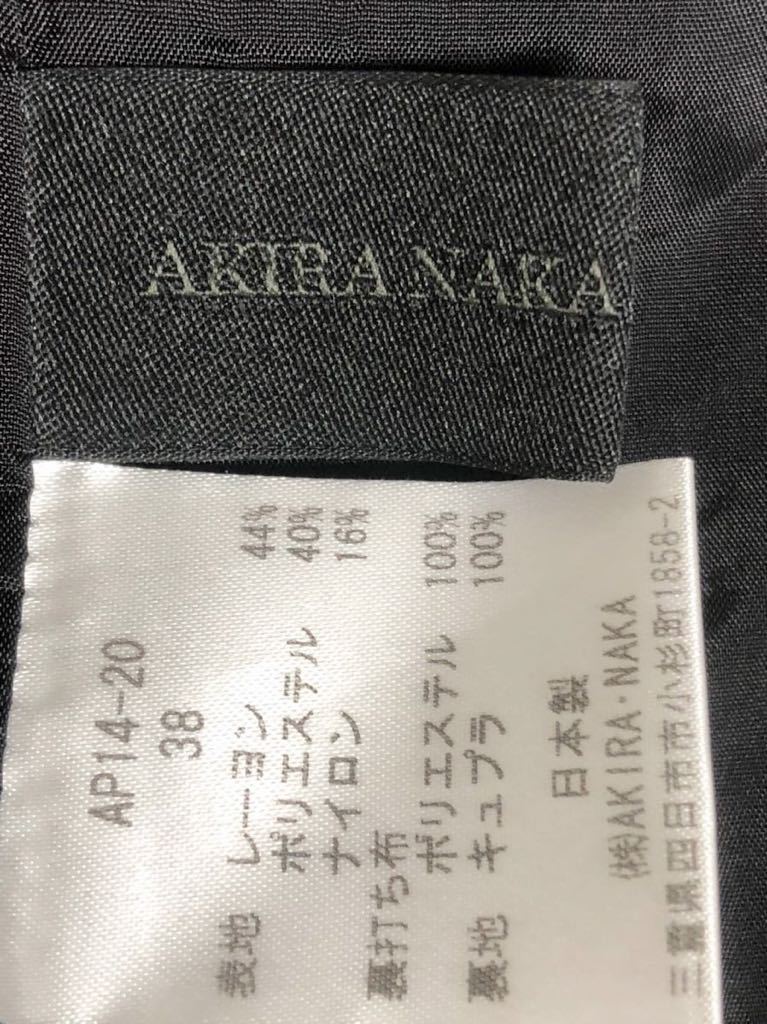 AKIRA NAKA
AP14-20
38
表地 レーヨン 44%
ポリエステル 40%
ナイロン 16%
裏打ち布
ポリエステル 100%
裏地 キュプラ 100%
日本製
(株)AKIRA・NAKA
三重県四日市市小杉町1858-2